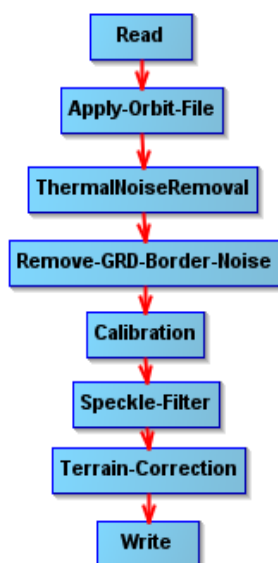 Read
Apply-Orbit-File
ThermalNoiseRemoval
Remove-GRD-Border-Noise
Calibration
Speckle-Filter
Terrain-Correction
Write